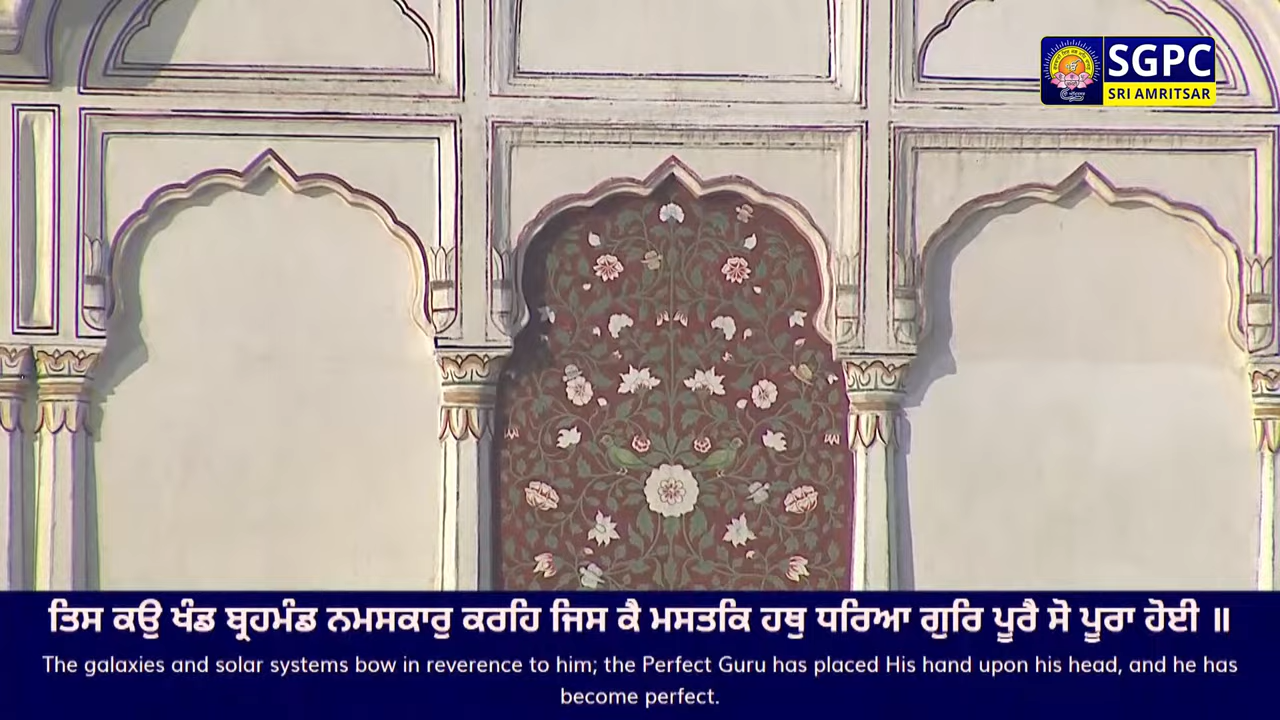 SGPC
SRI AMRITSAR
ਤਿਸ ਕਉ ਖੰਡ ਬ੍ਰਹਮੰਡ ਨਮਸਕਾਰੁ ਕਰਹਿ ਜਿਸ ਕੈ ਮਸਤਕਿ ਹਥੁ ਧਰਿਆ ਗੁਰਿ ਪੂਰੈ ਸੋ ਪੂਰਾ ਹੋਈ ॥
The galaxies and solar systems bow in reverence to him; the Perfect Guru has placed His hand upon his head, and he has
become perfect.